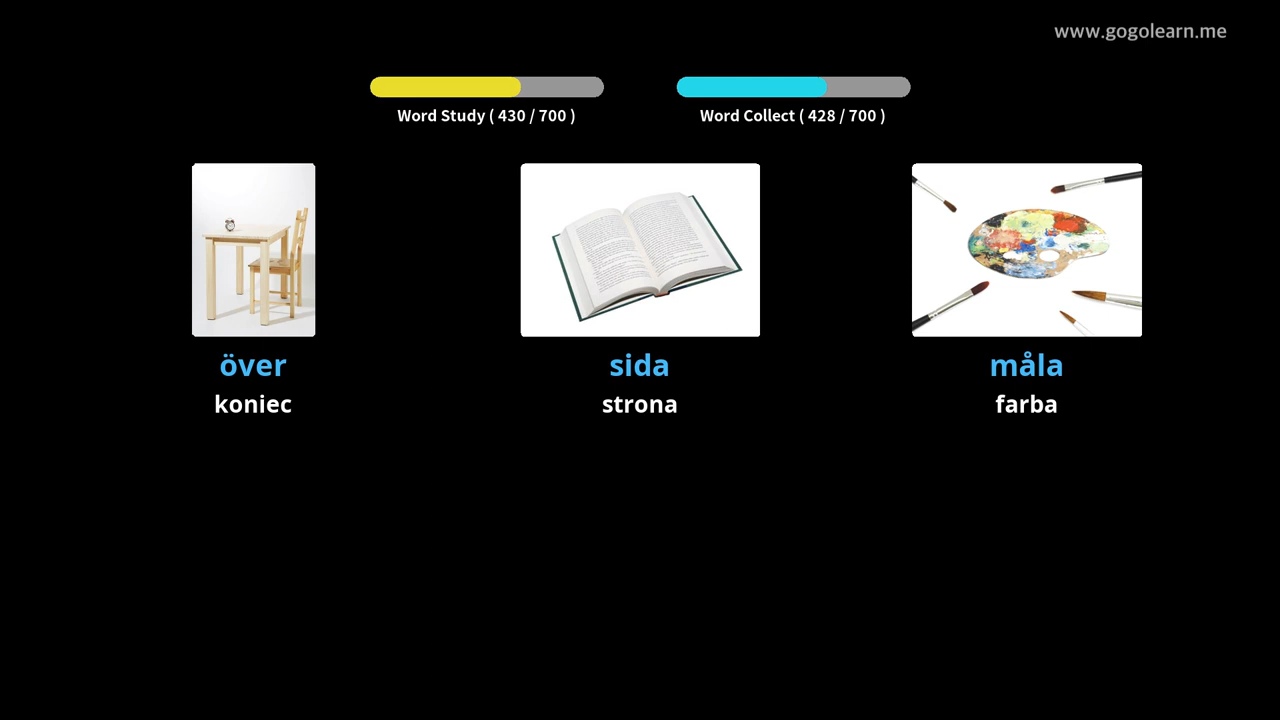 www.gogolearn.me
Word Study ( 430 / 700 )
Word Collect ( 428 / 700 )
över
koniec
sida
strona
måla
farba